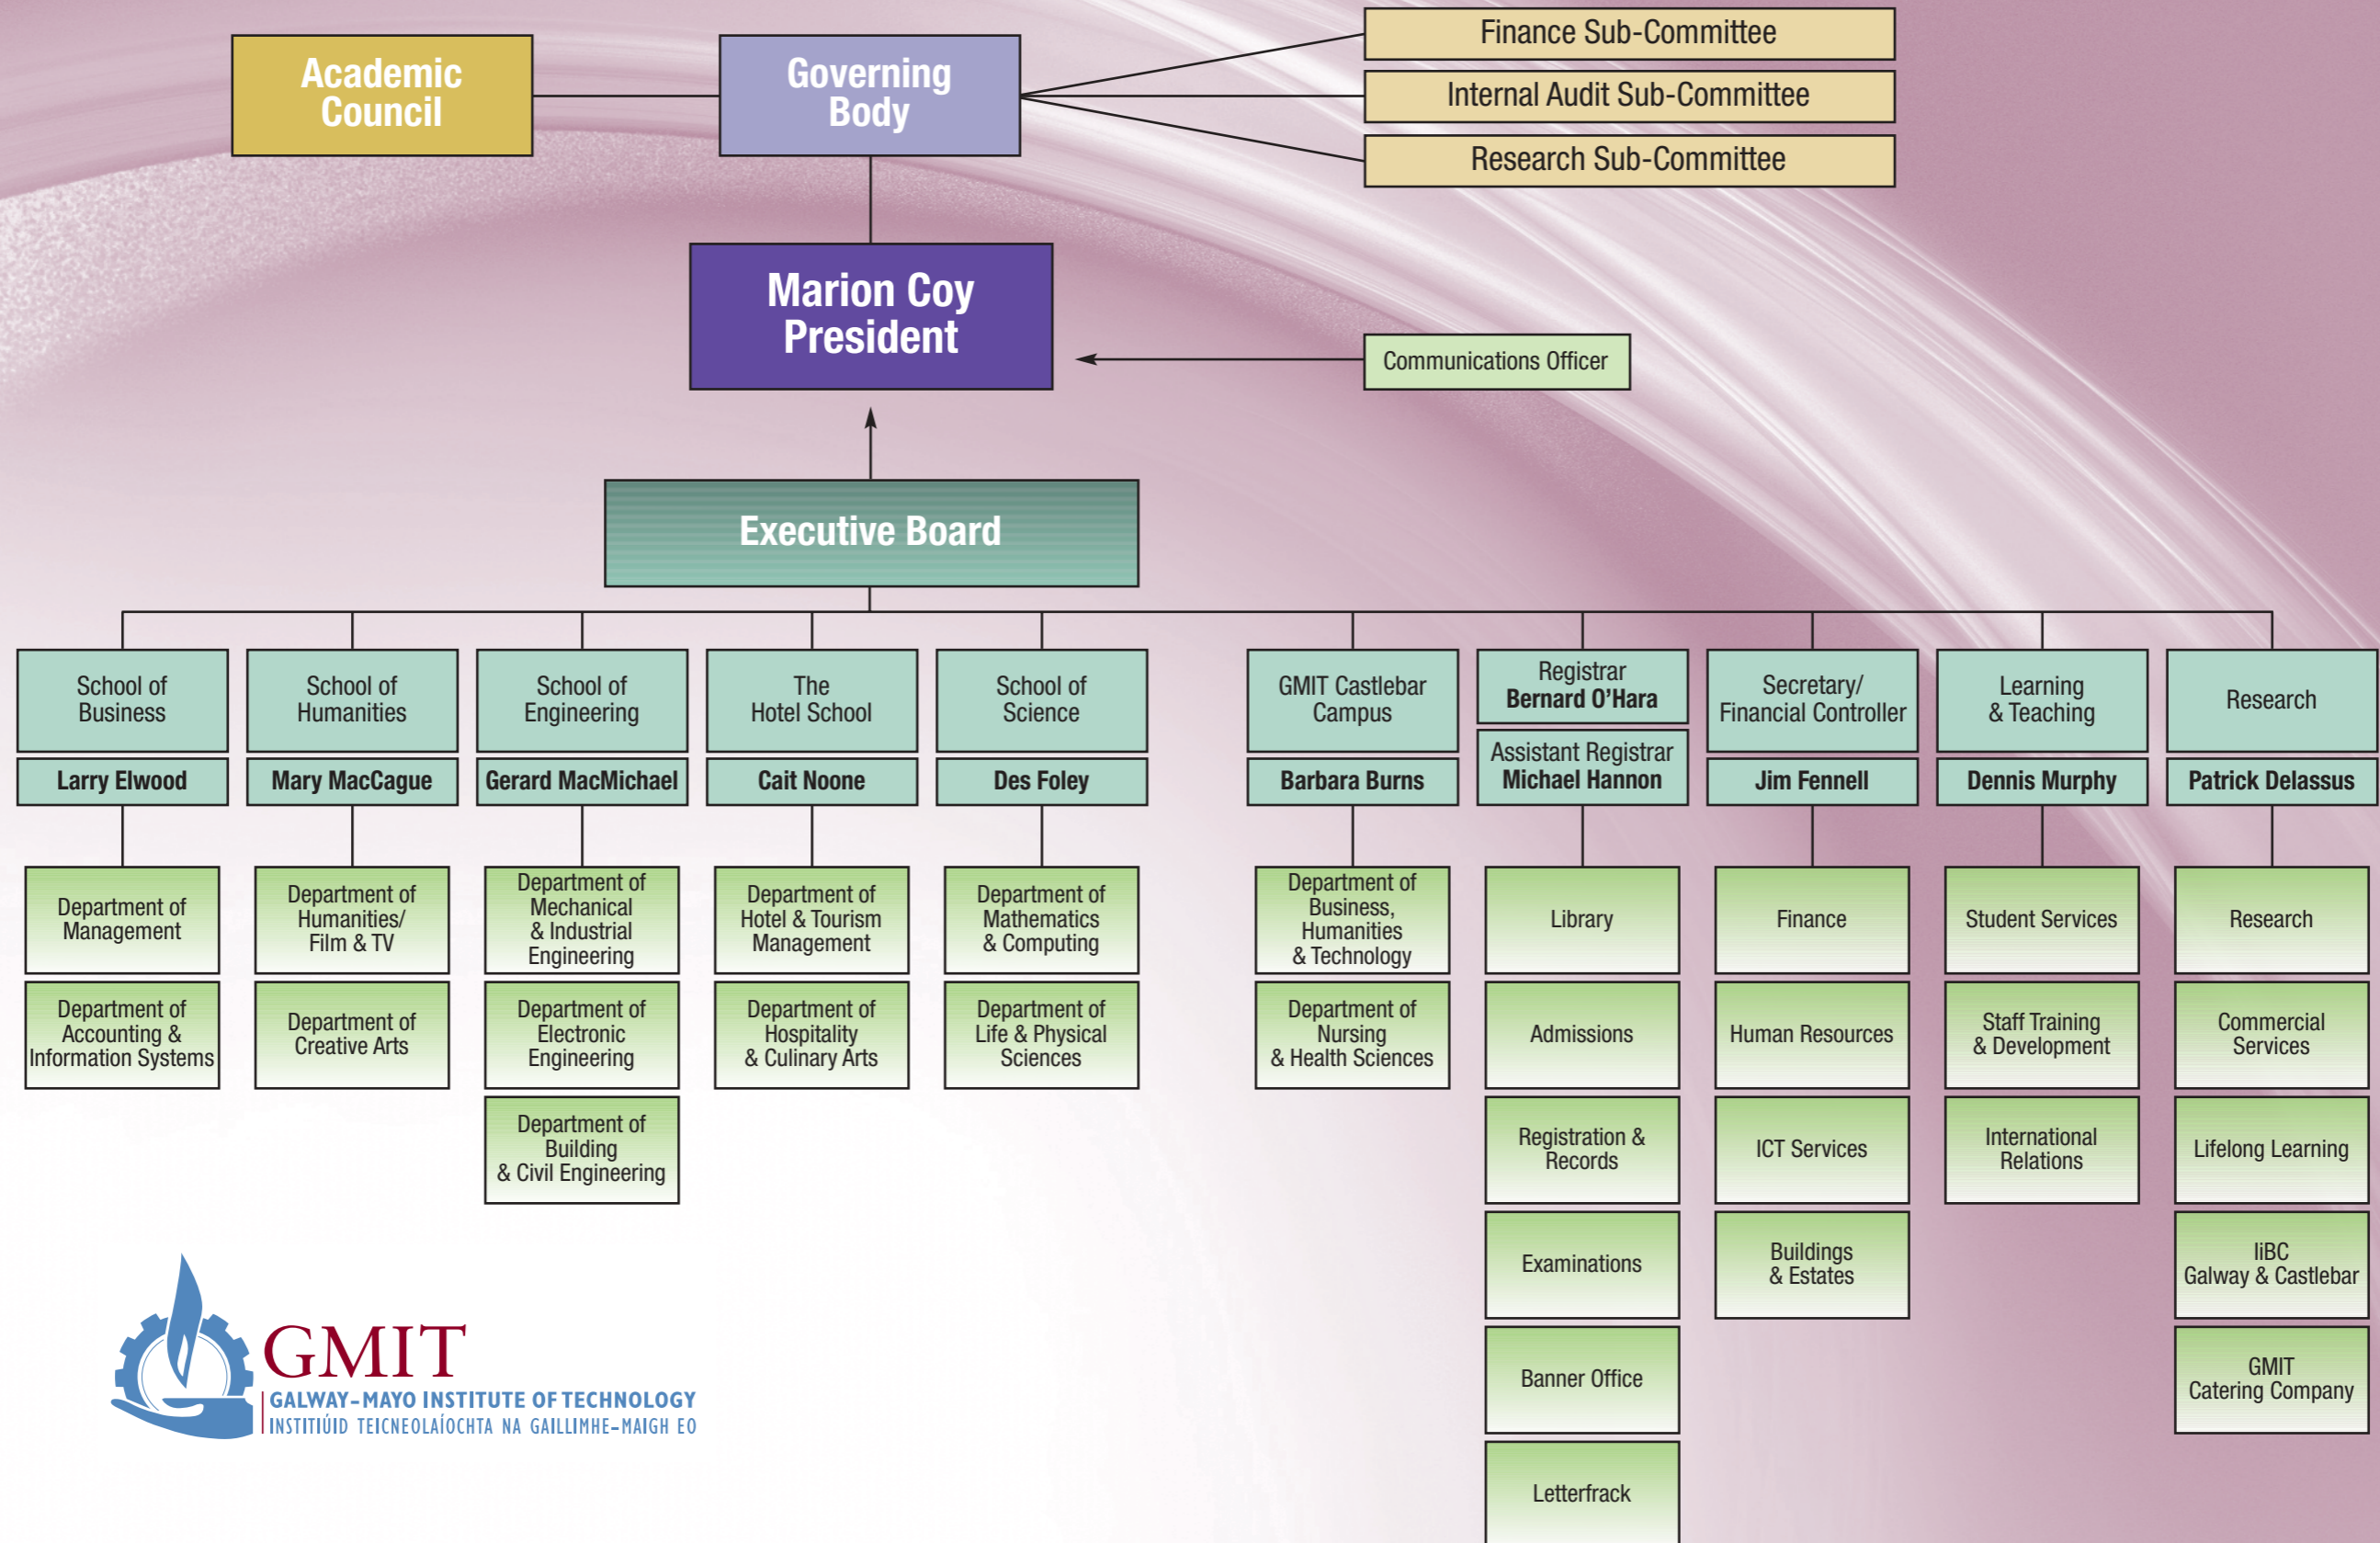 Academic
Council
Governing
Body
Finance Sub-Committee
Internal Audit Sub-Committee
Research Sub-Committee
Marion Coy
President
Communications Officer
Executive Board
School of
Business
Larry Elwood
School of
Humanities
Mary MacCague
School of
Engineering
Gerard MacMichael
The
Hotel School
Cait Noone
School of
Science
Des Foley
GMIT Castlebar
Campus
Barbara Burns
Registrar
Bernard O’Hara
Assistant Registrar
Michael Hannon
Secretary/
Financial Controller
Jim Fennell
Learning
& Teaching
Dennis Murphy
Research
Patrick Delassus
Department of
Management
Department of
Accounting &
Information Systems
Department of
Humanities/
Film & TV
Department of
Creative Arts
Department of
Mechanical
& Industrial
Engineering
Department of
Electronic
Engineering
Department of
Building
& Civil Engineering
Department of
Hotel & Tourism
Management
Department of
Hospitality
& Culinary Arts
Department of
Mathematics
& Computing
Department of
Life & Physical
Sciences
Department of
Business,
Humanities
& Technology
Department of
Nursing
& Health Sciences
Library
Admissions
Registration &
Records
Examinations
Banner Office
Letterfrack
Finance
Human Resources
ICT Services
Buildings
& Estates
Student Services
Staff Training
& Development
International
Relations
Research
Commercial
Services
Lifelong Learning
IiBC
Galway & Castlebar
GMIT
Catering Company
GMIT
GALWAY-MAYO INSTITUTE OF TECHNOLOGY
INSTITIÚID TEICNEOLAÍOCHTA NA GAILLIMHE-MAIGH EO